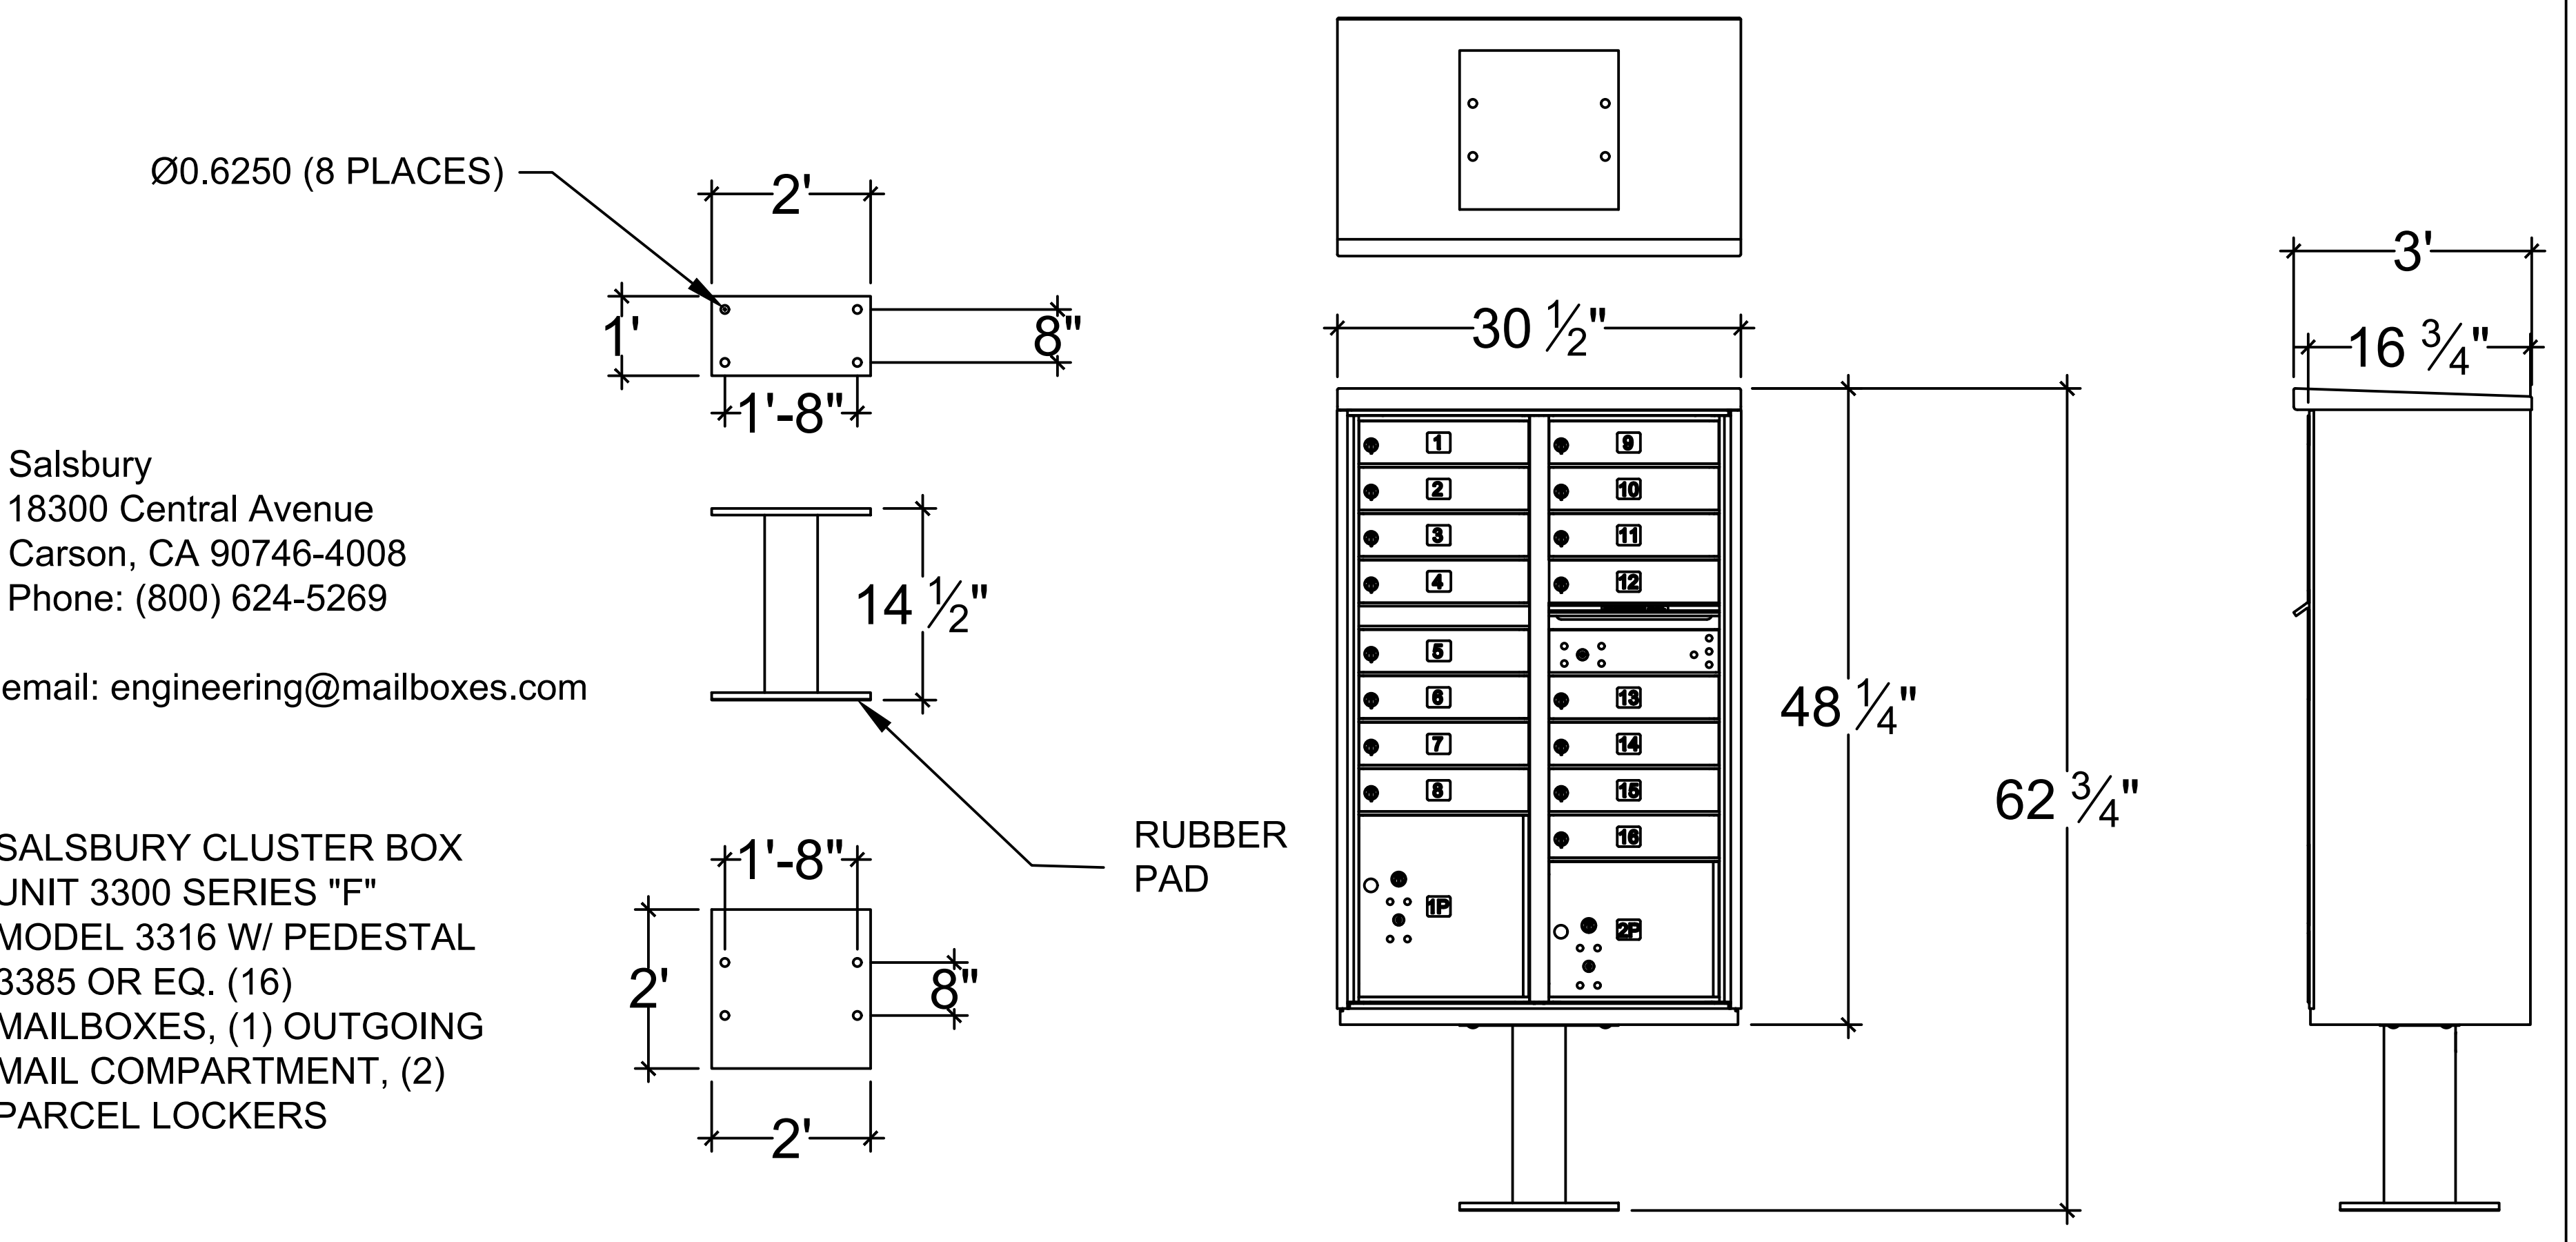 Ø0.6250 (8 PLACES)
2'
1'
8"
1'-8"
Salsbury
18300 Central Avenue
Carson, CA 90746-4008
Phone: (800) 624-5269
email: engineering@mailboxes.com
14 1/2"
RUBBER
PAD
SALSBURY CLUSTER BOX
UNIT 3300 SERIES "F"
MODEL 3316 W/ PEDESTAL
3385 OR EQ. (16)
MAILBOXES, (1) OUTGOING
MAIL COMPARTMENT, (2)
PARCEL LOCKERS
1'-8"
2'
8"
2'
30 1/2"
1
2
3
4
5
6
7
8
1P
9
10
11
12
13
14
15
16
2P
48 1/4"
62 3/4"
3'
16 3/4"